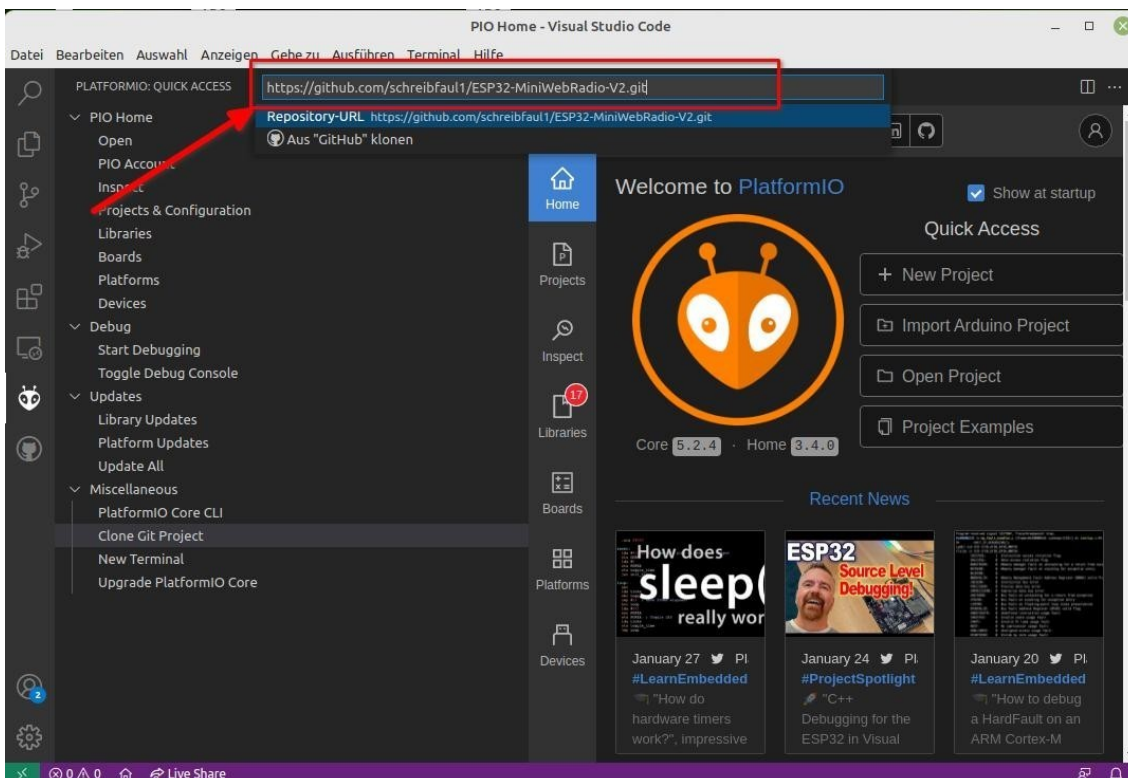 PIO Home - Visual Studio Code
Datei Bearbeiten Auswahl Anzeigen Gehe zu Ausführen Terminal Hilfe
PLATFORMIO: QUICK ACCESS
https://github.com/schreibfaul1/ESP32-MiniWebRadio-V2.git
Repository-URL https://github.com/schreibfaul1/ESP32-MiniWebRadio-V2.git
Aus "GitHub" klonen
PIO Home
Open
PIO Account
Inspect
Projects & Configuration
Libraries
Boards
Platforms
Devices
Debug
Start Debugging
Toggle Debug Console
Updates
Library Updates
Platform Updates
Update All
Miscellaneous
PlatformIO Core CLI
Clone Git Project
New Terminal
Upgrade PlatformIO Core
2
Home
Projects
Inspect
17
Libraries
Boards
Platforms
Devices
Welcome to PlatformIO
Show at startup
Quick Access
New Project
Import Arduino Project
Open Project
Project Examples
Core 5.2.4 · Home 3.4.0
Recent News
How does
sleep(
really wor
January 27 Pl
#LearnEmbedded
"How do
hardware timers
work?", impressive
ESP32
Source Level
Debugging!
January 24 Pl
#ProjectSpotlight
"C++
Debugging for the
ESP32 in Visual
January 20 Pl
#LearnEmbedded
"How to debug
a HardFault on an
ARM Cortex-M
0 0 Live Share